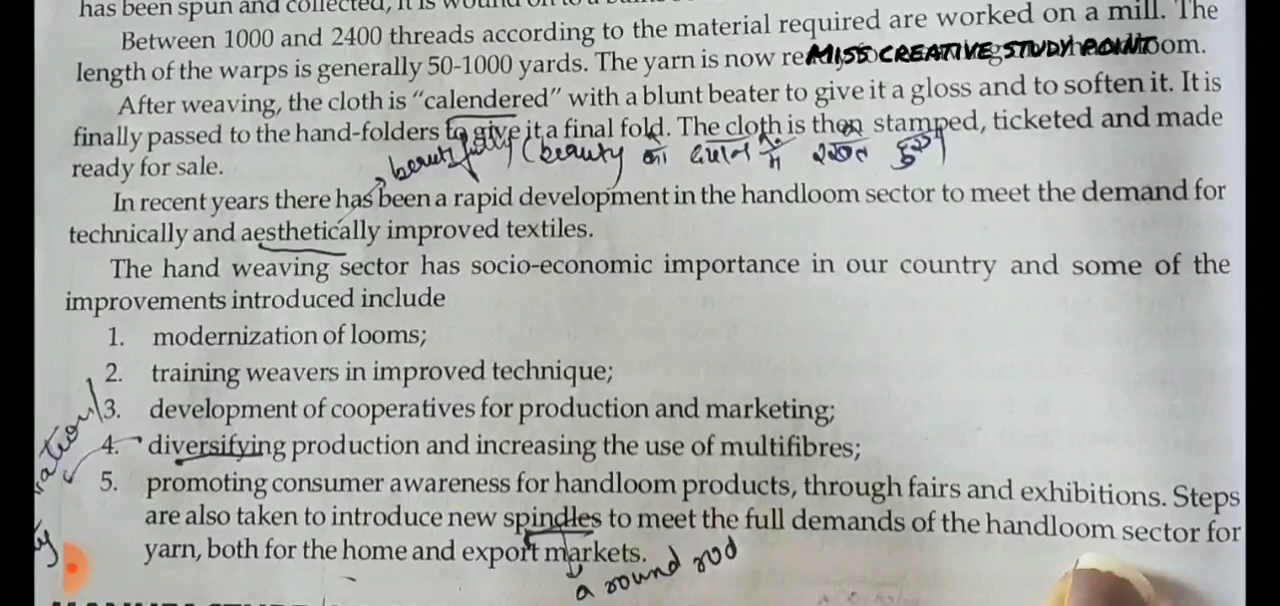 has been spun and collected, it is wound on to a
Between 1000 and 2400 threads according to the material required are worked on a mill. The
length of the warps is generally 50-1000 yards. The yarn is now
MISS CREATIVE STUDY POINT
After weaving, the cloth is “calendered” with a blunt beater to give it a gloss and to soften it. It is
finally passed to the hand-folders to give it a final fold. The cloth is then stamped, ticketed and made
ready for sale.
beautifully (beauty को ध्यान में रखते हुए)
In recent years there has been a rapid development in the handloom sector to meet the demand for
technically and aesthetically improved textiles.
The hand weaving sector has socio-economic importance in our country and some of the
improvements introduced include
1. modernization of looms;
2. training weavers in improved technique;
3. development of cooperatives for production and marketing;
4. diversifying production and increasing the use of multifibres;
5. promoting consumer awareness for handloom products, through fairs and exhibitions. Steps
are also taken to introduce new spindles to meet the full demands of the handloom sector for
yarn, both for the home and export markets.
a round rod